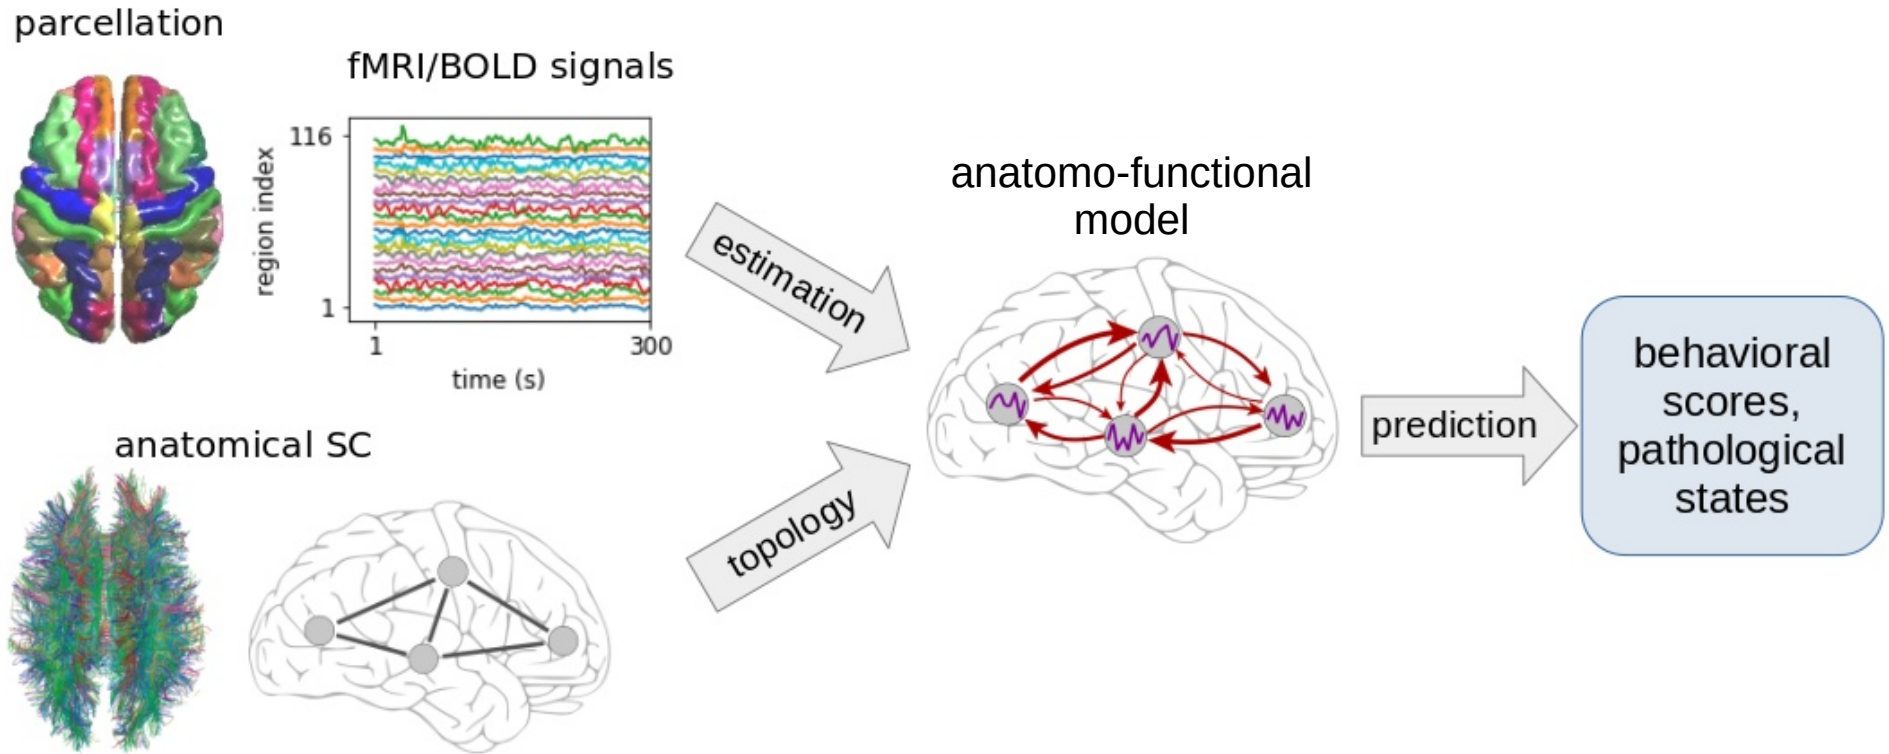 parcellation
fMRI/BOLD signals
116
region index
1
1
300
time (s)
anatomical SC
estimation
topology
anatomo-functional
model
prediction
behavioral
scores,
pathological
states